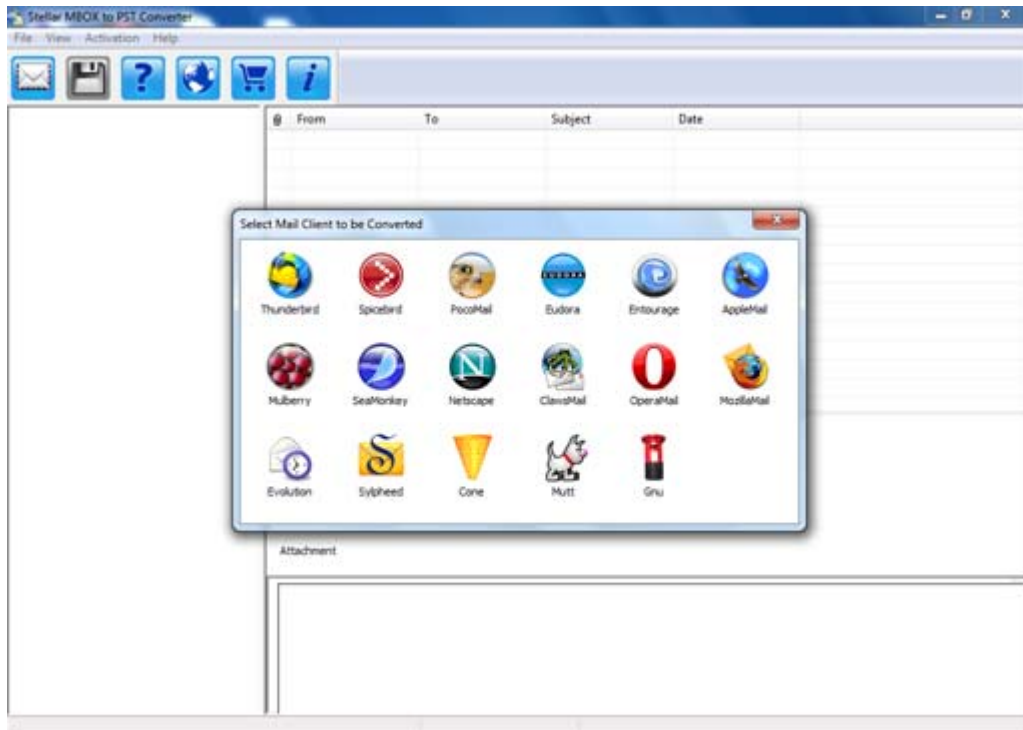 Stellar MBOX to PST Converter
File View Activation Help
From To Subject Date
Select Mail Client to be Converted
Thunderbird Spicebird PocoMail Eudora Entourage AppleMail
EUDORA
Mulberry SeaMonkey Netscape ClawsMail OperaMail MozillaMail
N
Evolution Sylpheed Cone Mutt Gnu
Attachment